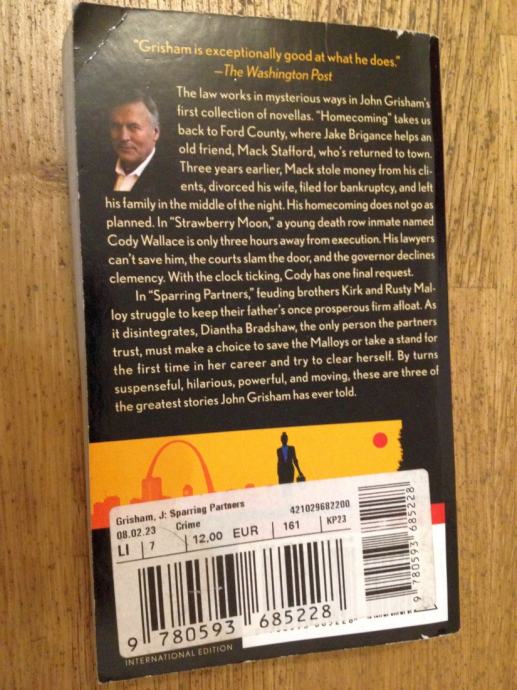 "Grisham is exceptionally good at what he does."
—The Washington Post
The law works in mysterious ways in John Grisham's
first collection of novellas. "Homecoming" takes us
back to Ford County, where Jake Brigance helps an
old friend, Mack Stafford, who's returned to town.
Three years earlier, Mack stole money from his cli-
ents, divorced his wife, filed for bankruptcy, and left
his family in the middle of the night. His homecoming does not go as
planned. In "Strawberry Moon," a young death row inmate named
Cody Wallace is only three hours away from execution. His lawyers
can't save him, the courts slam the door, and the governor declines
clemency. With the clock ticking, Cody has one final request.
In "Sparring Partners," feuding brothers Kirk and Rusty Mal-
loy struggle to keep their father's once prosperous firm afloat. As
it disintegrates, Diantha Bradshaw, the only person the partners
trust, must make a choice to save the Malloys or take a stand for
the first time in her career and try to clear herself. By turns
suspenseful, hilarious, powerful, and moving, these are three of
the greatest stories John Grisham has ever told.
Grisham, J: Sparring Partners
421029682200
08.02.23 Crime
LI 7 12,00 EUR 161 KP23
9 780593 685228
9 780593 685228
INTERNATIONAL EDITION